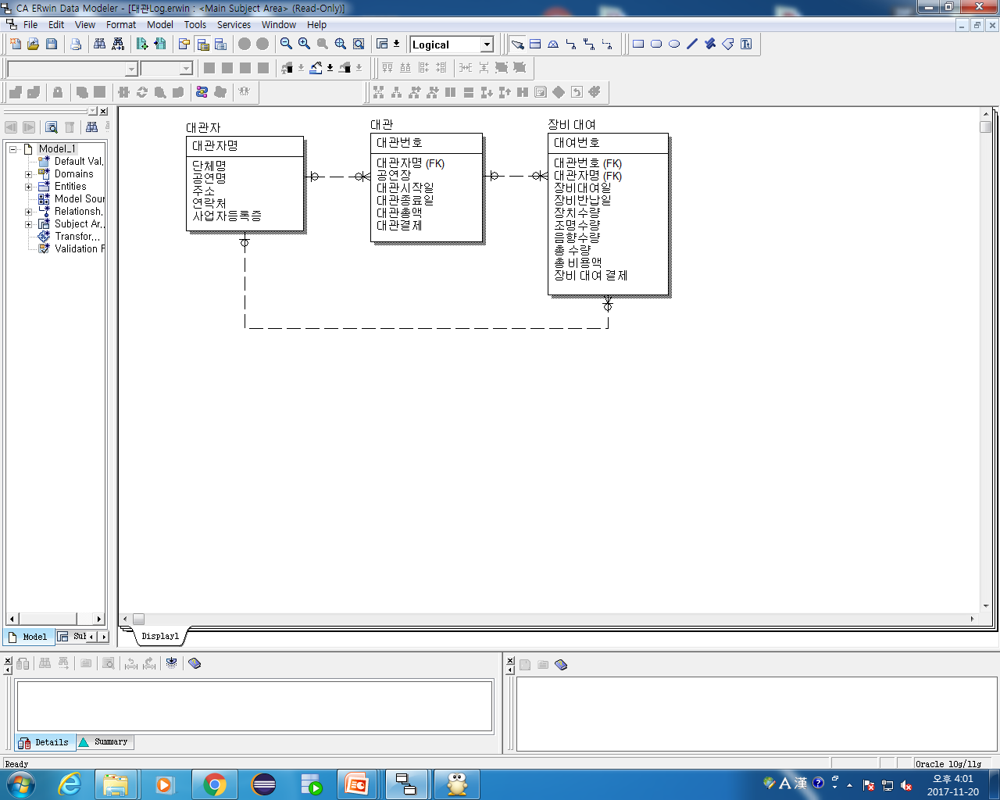 CA ERwin Data Modeler - [대관Log.erwin : <Main Subject Area> (Read-Only)]
File Edit View Format Model Tools Services Window Help
Logical
Model_1
Default Val...
Domains
Entities
Model Sour
Relationsh...
Subject Ar...
Transfor...
Validation F
Model
Sul
대관자
대관자명
단체명
공연명
주소
연락처
사업자등록증
대관
대관번호
대관자명 (FK)
공연장
대관시작일
대관종료일
대관총액
대관결제
장비 대여
대여번호
대관번호 (FK)
대관자명 (FK)
장비대여일
장비반납일
장치수량
조명수량
음향수량
총 수량
총 비용액
장비 대여 결제
Display1
Details
Summary
Ready
Oracle 10g/11g
A 漢
오후 4:01
2017-11-20